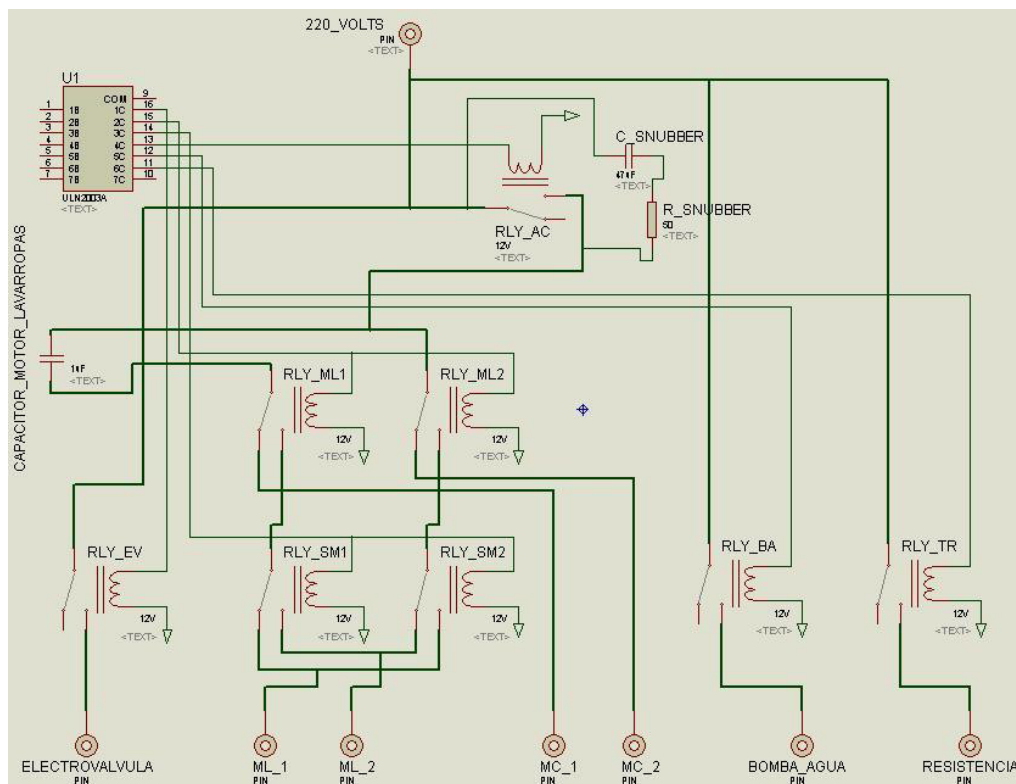 220_VOLTS
PIN
<TEXT>
U1
1 1B COM 9
2 2B 1C 16
3 3B 2C 15
4 4B 3C 14
5 5B 4C 13
6 6B 5C 12
7 7B 6C 11
7C 10
ULN2003A
<TEXT>
C_SNUBBER
<TEXT>
R_SNUBBER
50
<TEXT>
RLY_AC
12V
<TEXT>
CAPACITOR_MOTOR_LAVARROPAS
<TEXT>
RLY_ML1
12V
<TEXT>
RLY_ML2
12V
<TEXT>
RLY_EV
12V
<TEXT>
RLY_SM1
12V
<TEXT>
RLY_SM2
12V
<TEXT>
RLY_BA
12V
<TEXT>
RLY_TR
12V
<TEXT>
ELECTROVALVULA
PIN
ML_1
PIN
ML_2
PIN
MC_1
PIN
MC_2
PIN
BOMBA_AGUA
PIN
RESISTENCIA
PIN